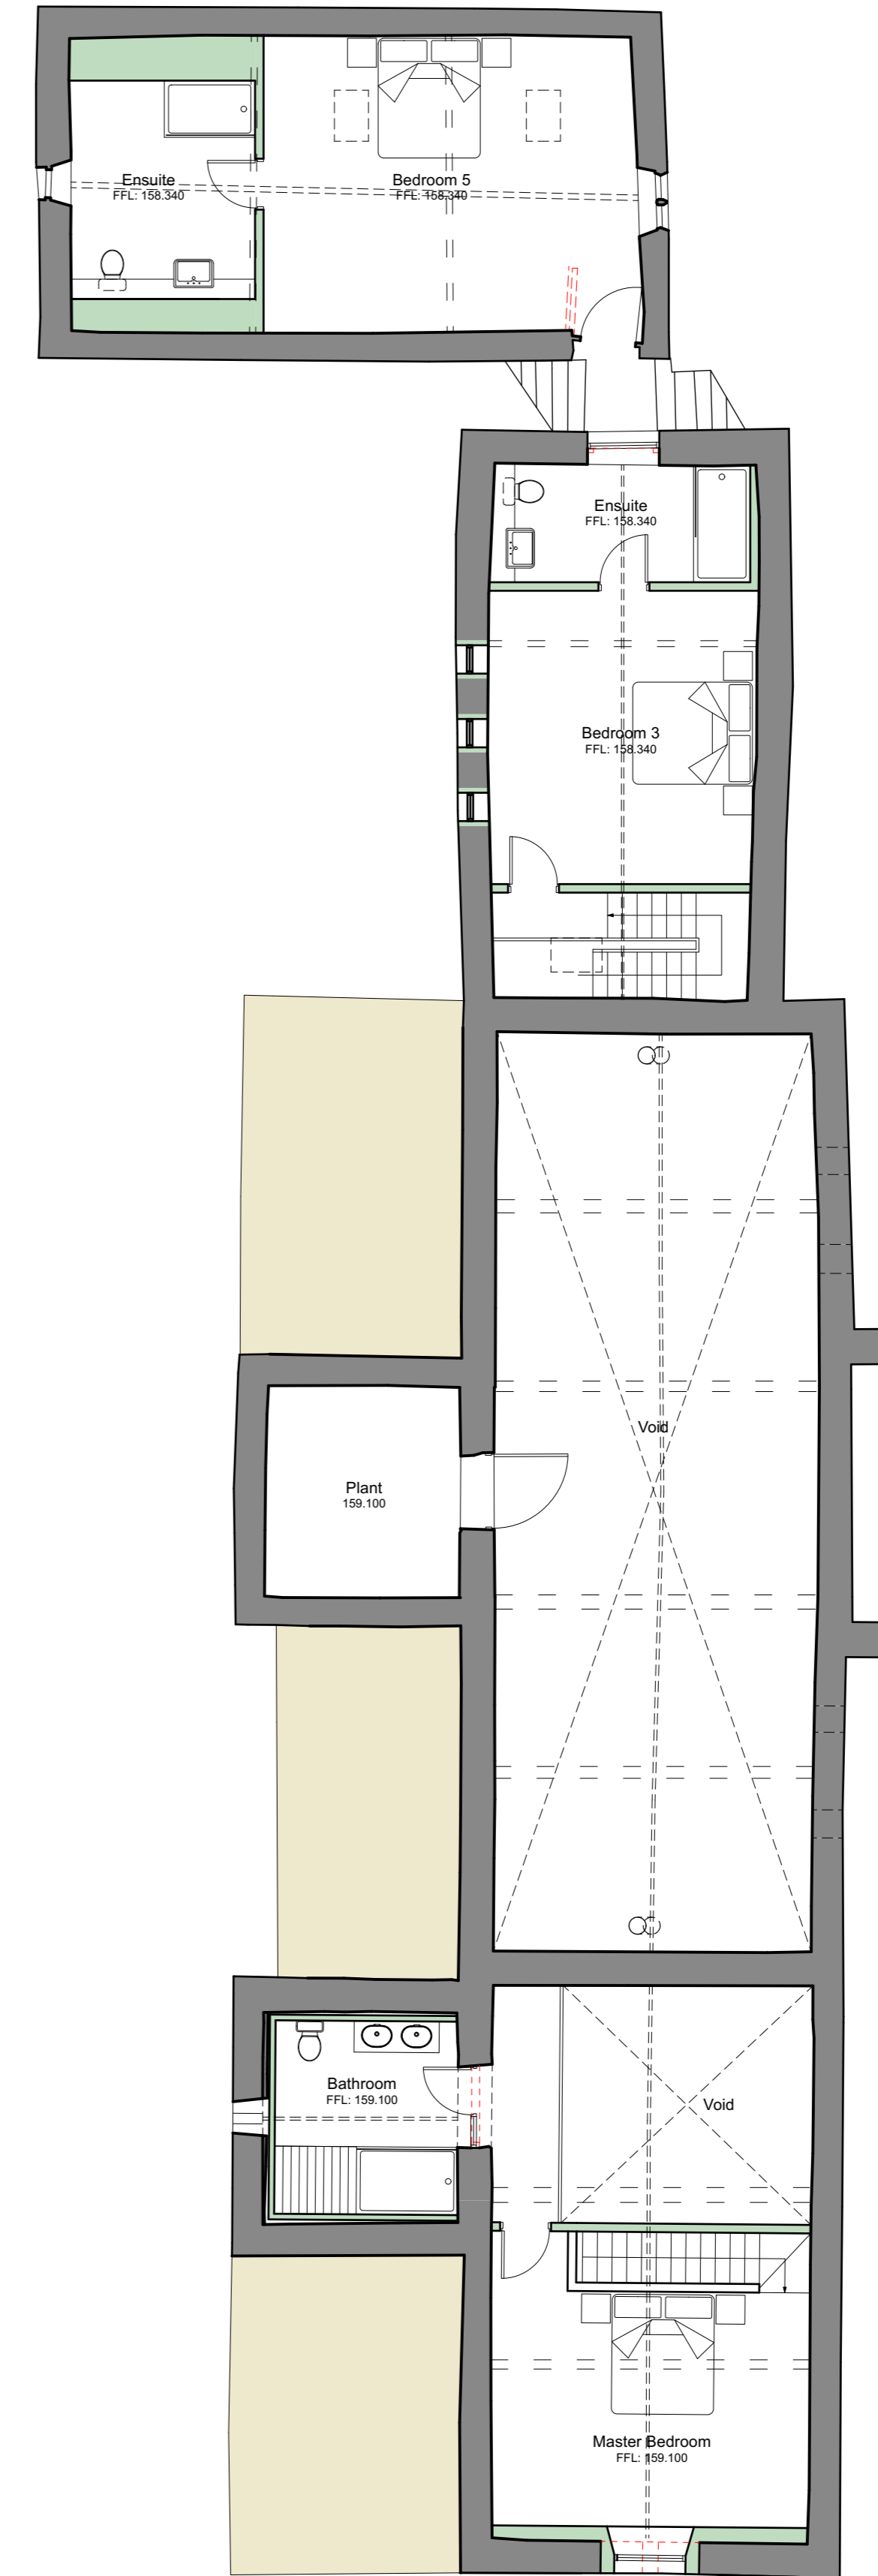 Ensuite
FFL: 158.340
Bedroom 5
FFL: 158.340
Ensuite
FFL: 158.340
Bedroom 3
FFL: 158.340
Void
Plant
159.100
Bathroom
FFL: 159.100
Void
Master Bedroom
FFL: 159.100